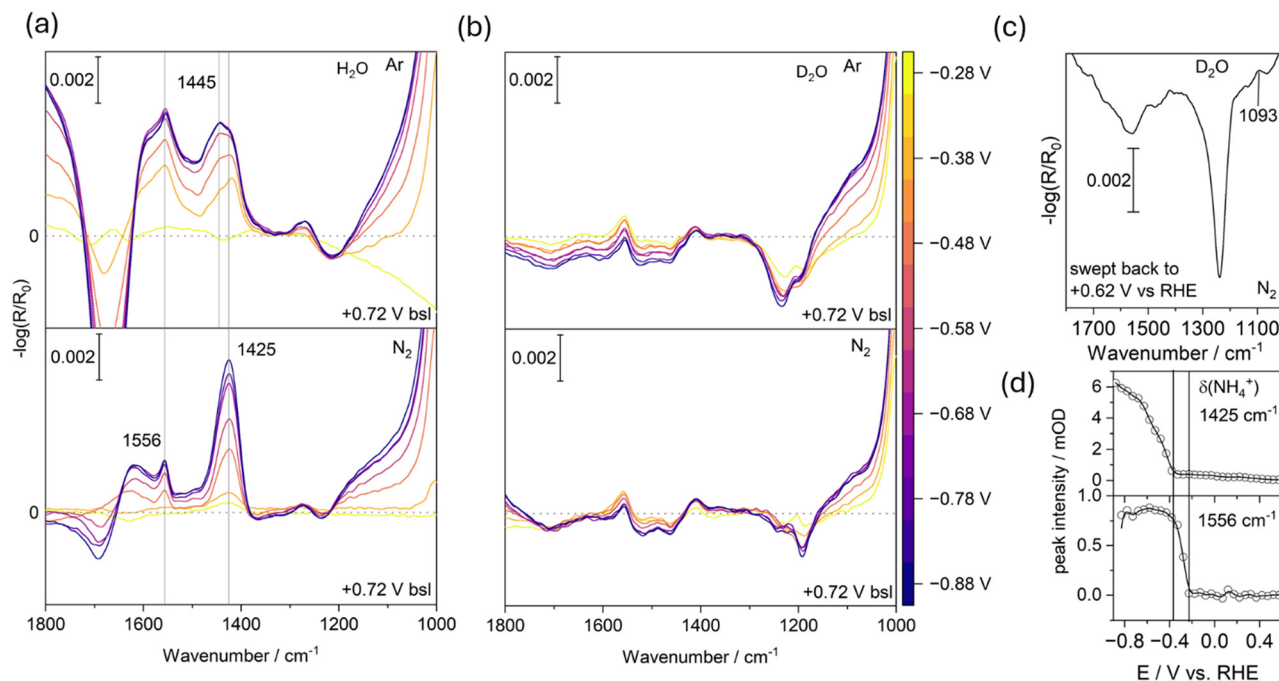 (a)
H₂O Ar
0.002
1445
0
+0.72 V bsl
-log(R/R₀)
N₂
0.002
1425
1556
0
+0.72 V bsl
1800 1600 1400 1200 1000
Wavenumber / cm⁻¹
(b)
D₂O Ar
0.002
+0.72 V bsl
N₂
0.002
+0.72 V bsl
1800 1600 1400 1200 1000
Wavenumber / cm⁻¹
−0.28 V
−0.38 V
−0.48 V
−0.58 V
−0.68 V
−0.78 V
−0.88 V
(c)
D₂O
1093
0.002
-log(R/R₀)
swept back to
+0.62 V vs RHE
N₂
1700 1500 1300 1100
Wavenumber / cm⁻¹
(d)
δ(NH₄⁺)
1425 cm⁻¹
6
4
2
0
peak intensity / mOD
1.0
1556 cm⁻¹
0.5
0.0
−0.8 −0.4 0.0 0.4
E / V vs. RHE